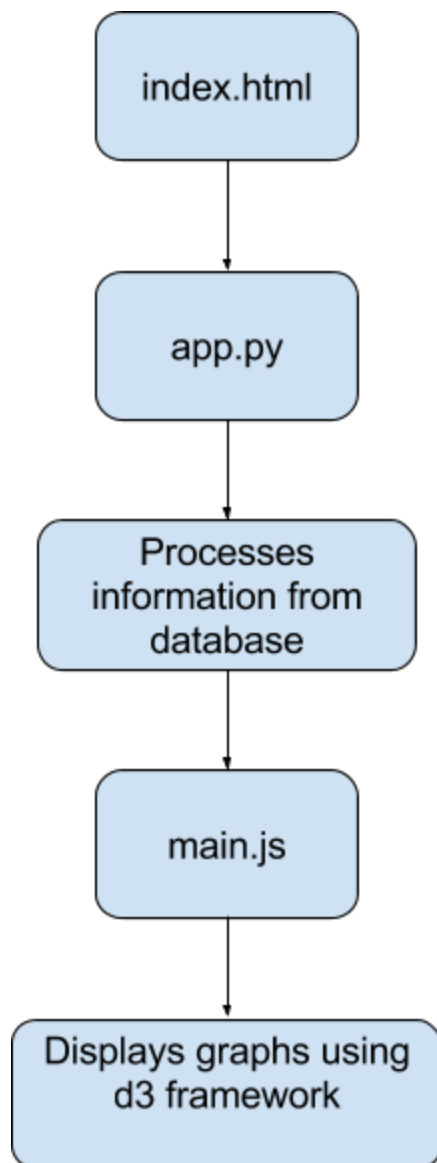 index.html
app.py
Processes
information from
database
main.js
Displays graphs using
d3 framework